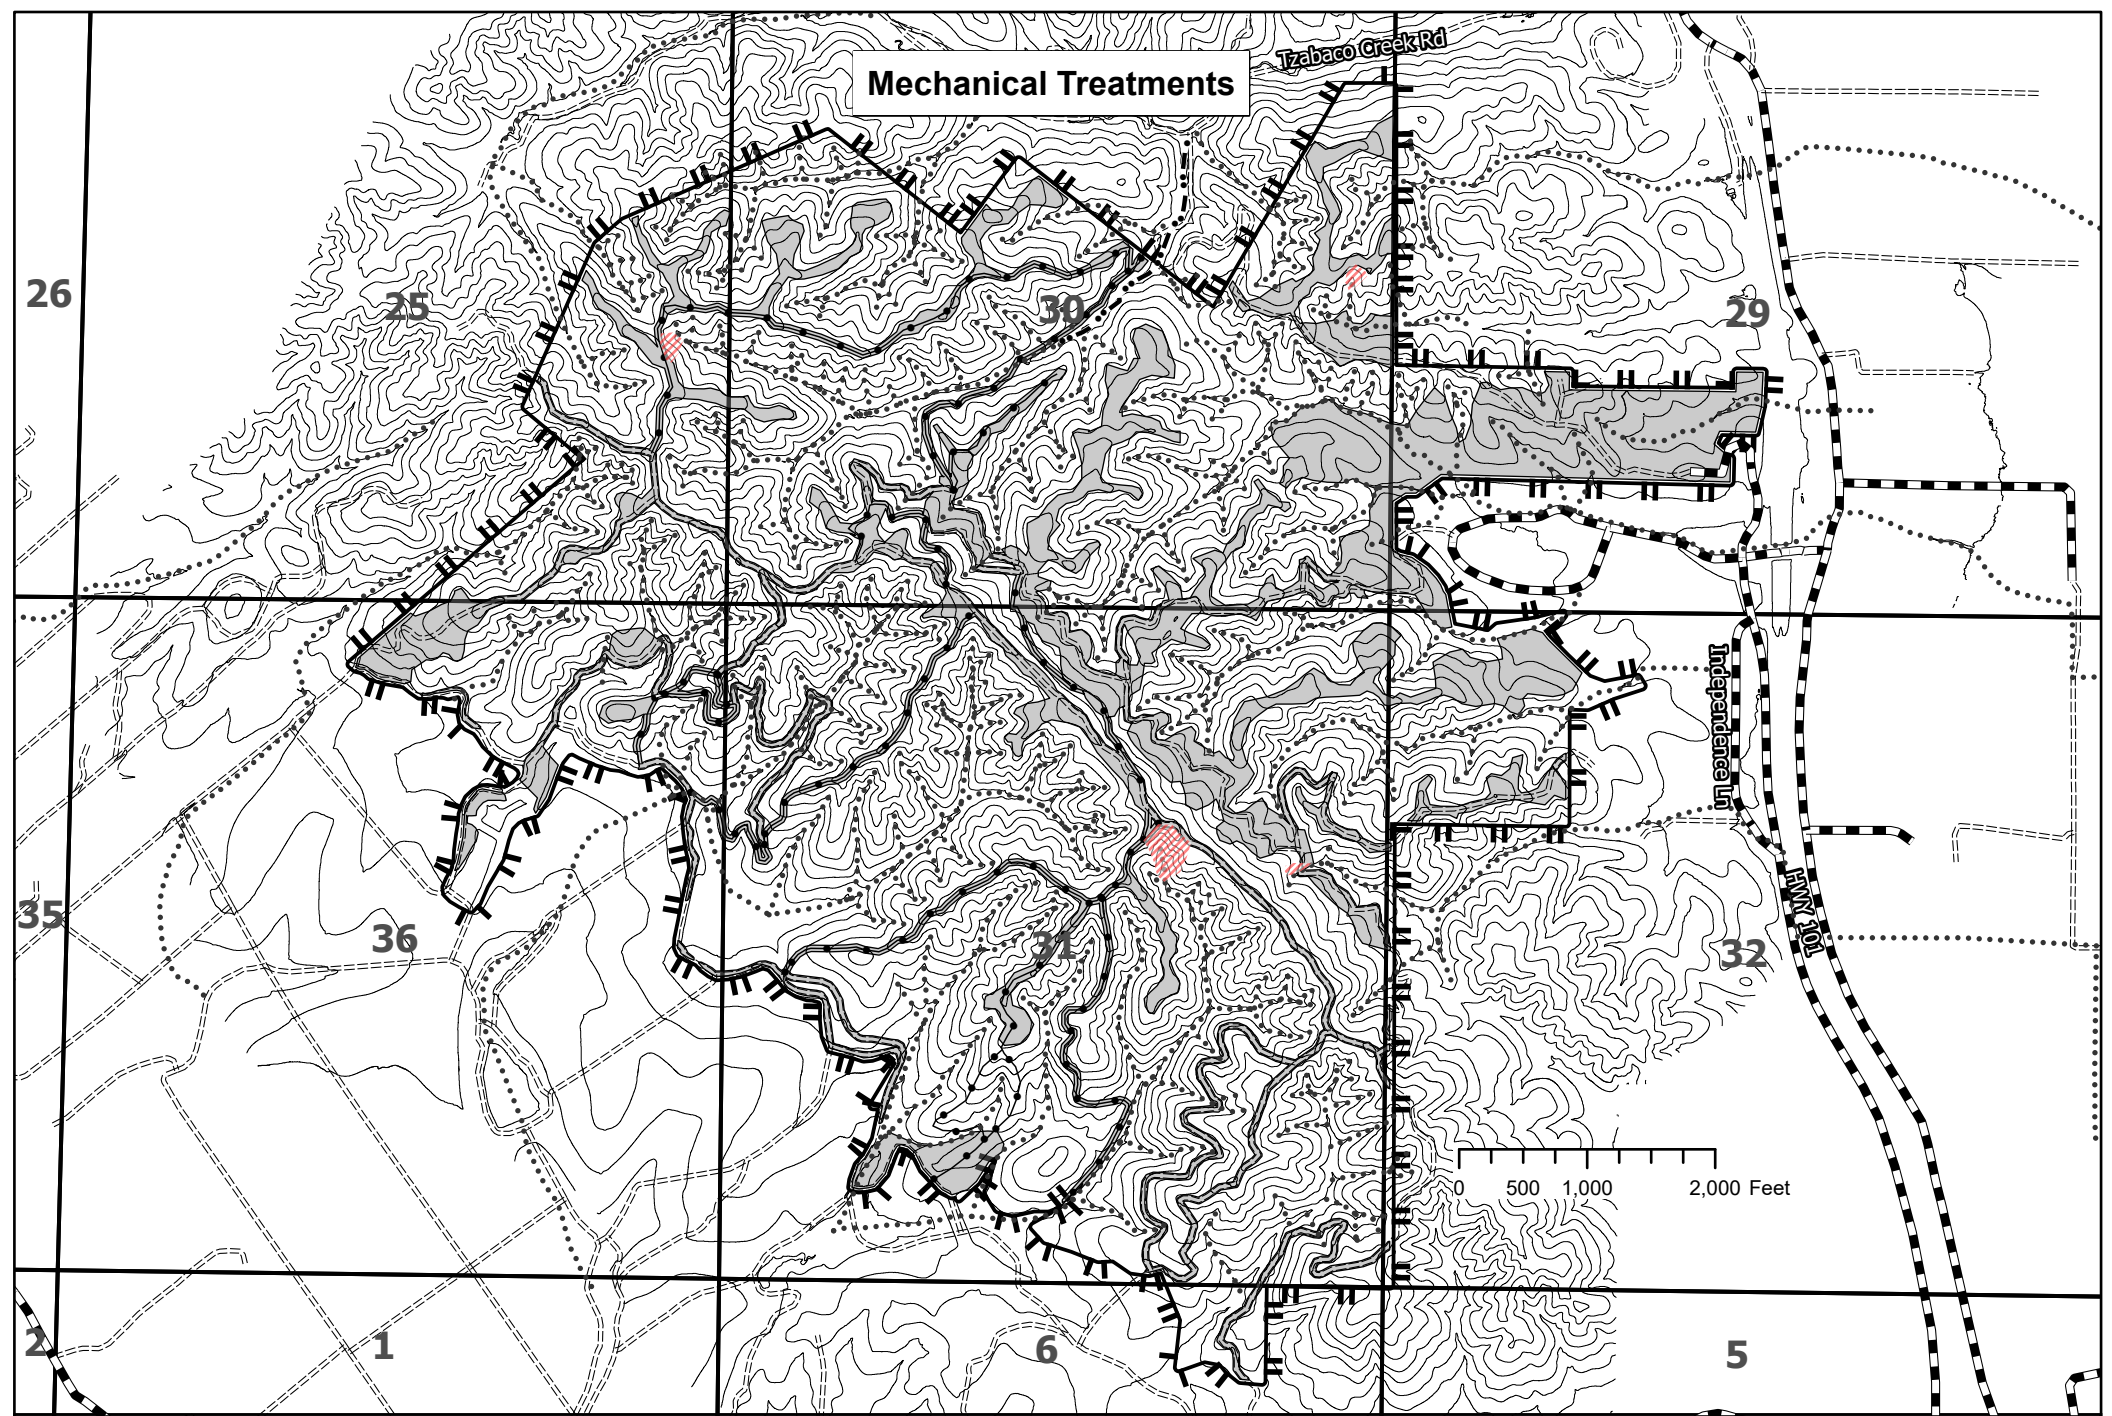 Tzabaco Creek Rd
Mechanical Treatments
26
25
30
29
Independence Ln
HWY 101
35
36
31
32
0 500 1,000 2,000 Feet
2
1
6
5